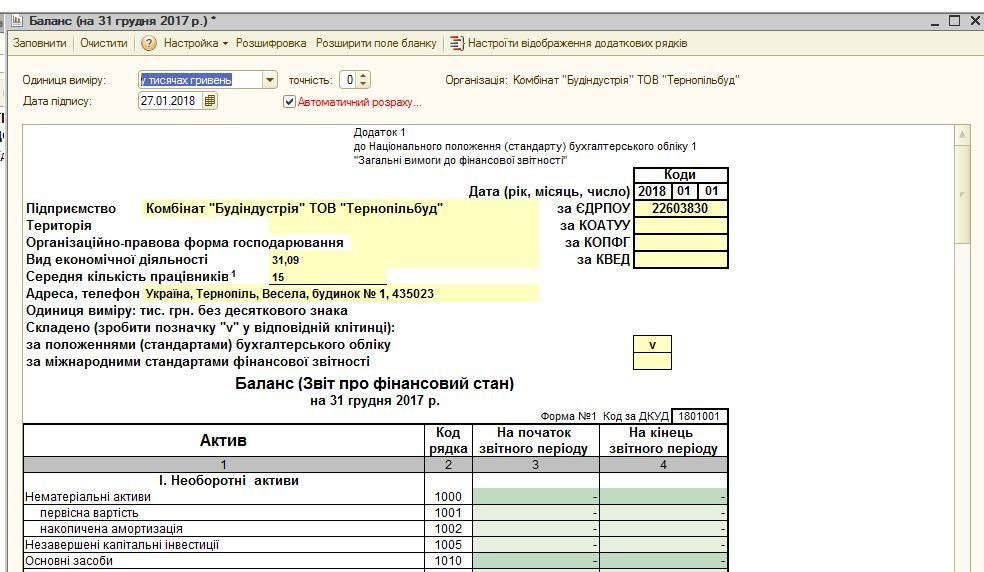 Баланс (на 31 грудня 2017 р.) *
Заповнити Очистити ? Настройка Розшифровка Розширити поле бланку Настроїти відображення додаткових рядків
Одиниця виміру: у тисячах гривень точність: 0 Організація: Комбінат "Будіндустрія" ТОВ "Тернопільбуд"
Дата підпису: 27.01.2018 Автоматичний розраху...
Додаток 1
до Національного положення (стандарту) бухгалтерського обліку 1
"Загальні вимоги до фінансової звітності"
Коди
Дата (рік, місяць, число) 2018 01 01
Підприємство Комбінат "Будіндустрія" ТОВ "Тернопільбуд" за ЄДРПОУ 22603830
Територія за КОАТУУ
Організаційно-правова форма господарювання за КОПФГ
Вид економічної діяльності 31,09 за КВЕД
Середня кількість працівників 1 15
Адреса, телефон Україна, Тернопіль, Весела, будинок № 1, 435023
Одиниця виміру: тис. грн. без десяткового знака
Складено (зробити позначку "v" у відповідній клітинці):
за положеннями (стандартами) бухгалтерського обліку v
за міжнародними стандартами фінансової звітності
Баланс (Звіт про фінансовий стан)
на 31 грудня 2017 р.
Форма №1 Код за ДКУД 1801001
Актив Код рядка На початок звітного періоду На кінець звітного періоду
1 2 3 4
І. Необоротні активи
Нематеріальні активи 1000 - -
первісна вартість 1001 - -
накопичена амортизація 1002 - -
Незавершені капітальні інвестиції 1005 - -
Основні засоби 1010 - -